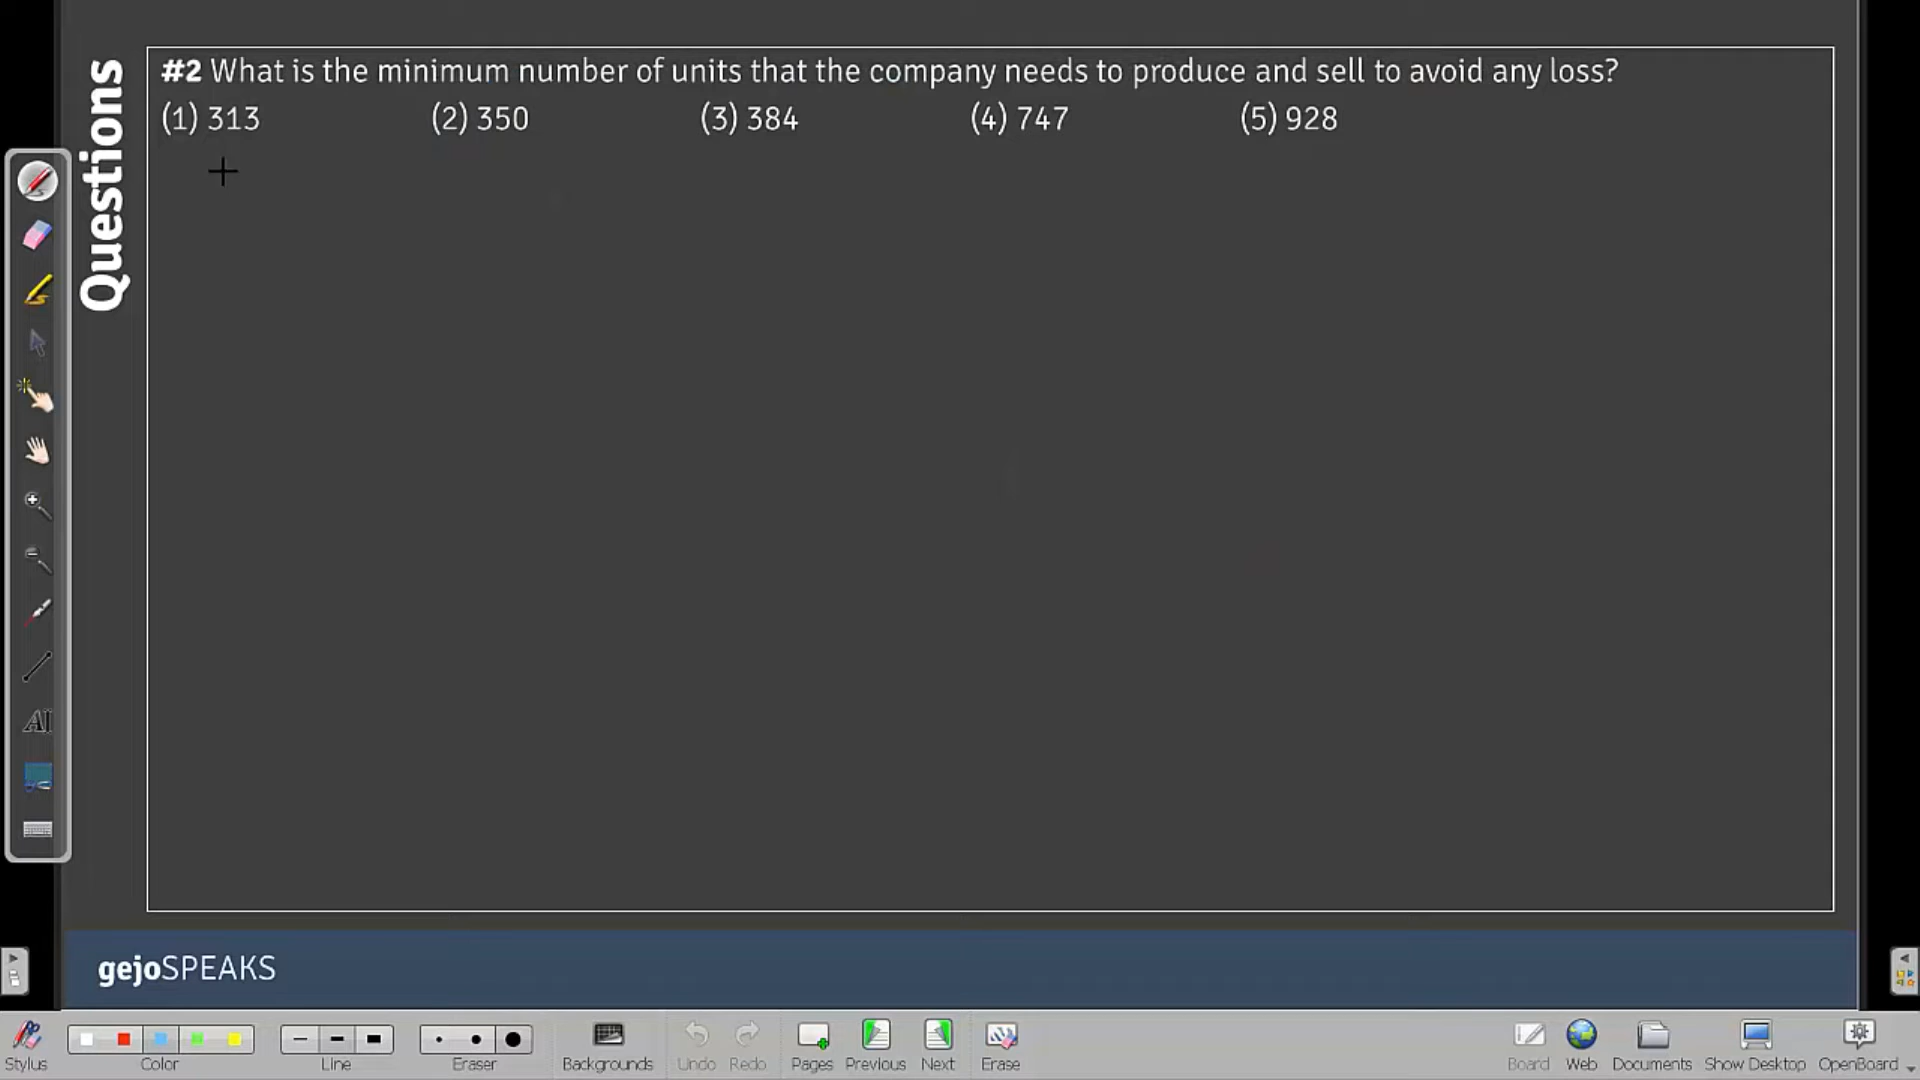 Questions
#2 What is the minimum number of units that the company needs to produce and sell to avoid any loss?
(1) 313 (2) 350 (3) 384 (4) 747 (5) 928
AI
gejoSPEAKS
Stylus Color Line Eraser Backgrounds Undo Redo Pages Previous Next Erase Board Web Documents Show Desktop OpenBoard